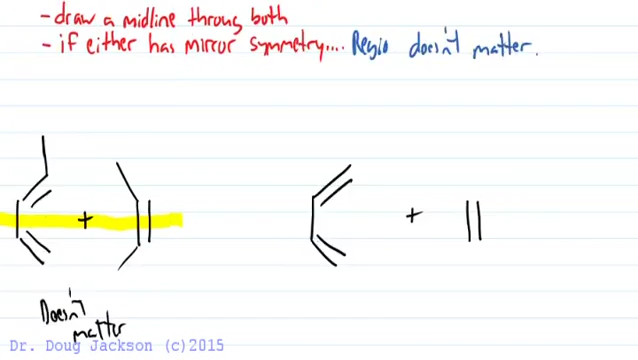 - draw a midline throug both
- if either has mirror symmetry.... Regio doesn't matter.
+
+
Doesn't
matter
Dr. Doug Jackson (c)2015